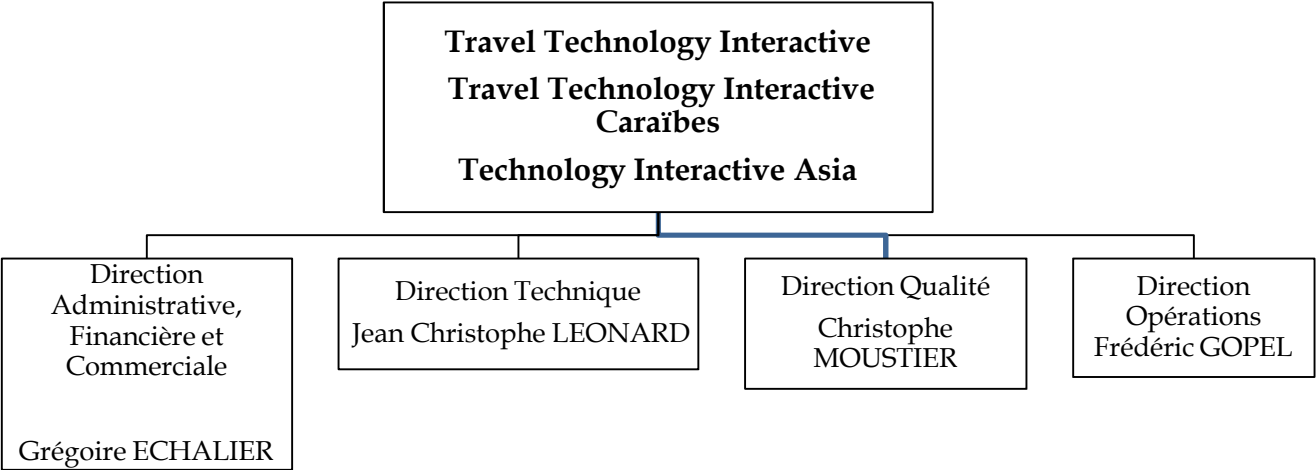 Travel Technology Interactive
Travel Technology Interactive
Caraïbes
Technology Interactive Asia
Direction
Administrative,
Financière et
Commerciale
Grégoire ECHALIER
Direction Technique
Jean Christophe LEONARD
Direction Qualité
Christophe
MOUSTIER
Direction
Opérations
Frédéric GOPEL